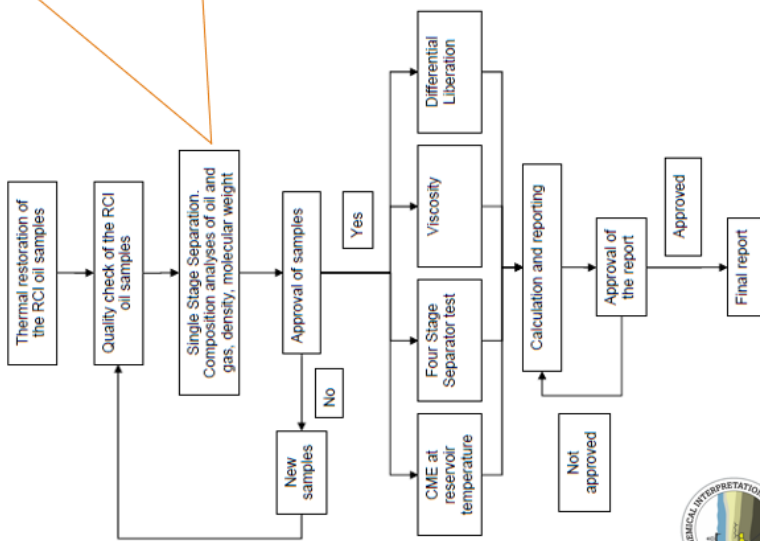 Thermal restoration of
the RCI oil samples
Quality check of the RCI
oil samples
Single Stage Separation.
Composition analyses of oil and
gas, density, molecular weight
Approval of samples
No
Yes
New
samples
CME at
reservoir
temperature
Four Stage
Separator test
Viscosity
Differential
Liberation
Calculation and reporting
Approval of
the report
Not
approved
Approved
Final report
EMICAL INTERPRETATION